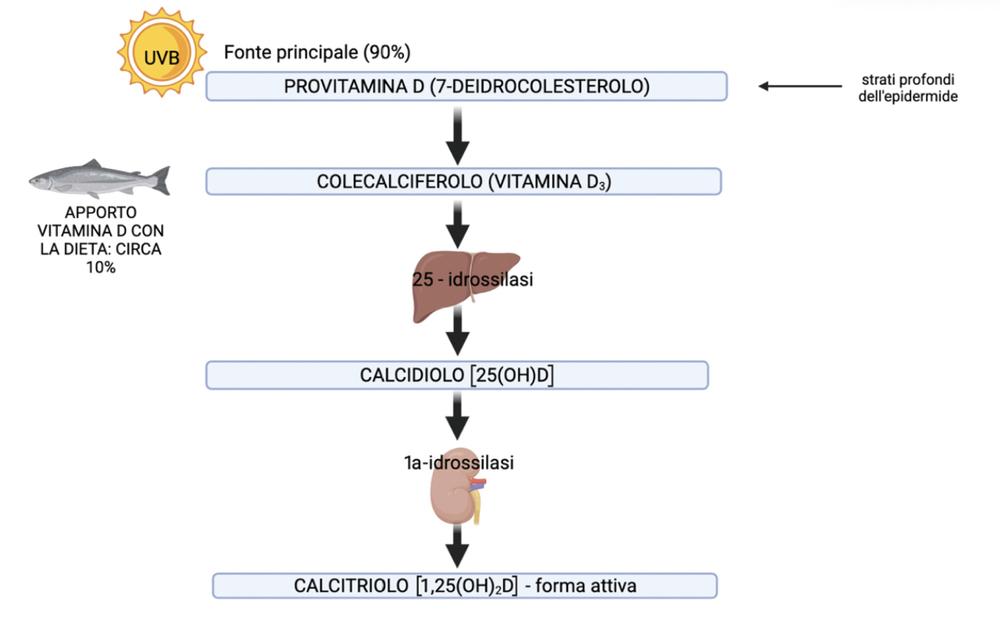 UVB
Fonte principale (90%)
PROVITAMINA D (7-DEIDROCOLESTEROLO)
strati profondi
dell'epidermide
COLECALCIFEROLO (VITAMINA D₃)
APPORTO
VITAMINA D CON
LA DIETA: CIRCA
10%
25 - idrossilasi
CALCIDIOLO [25(OH)D]
1a-idrossilasi
CALCITRIOLO [1,25(OH)₂D] - forma attiva